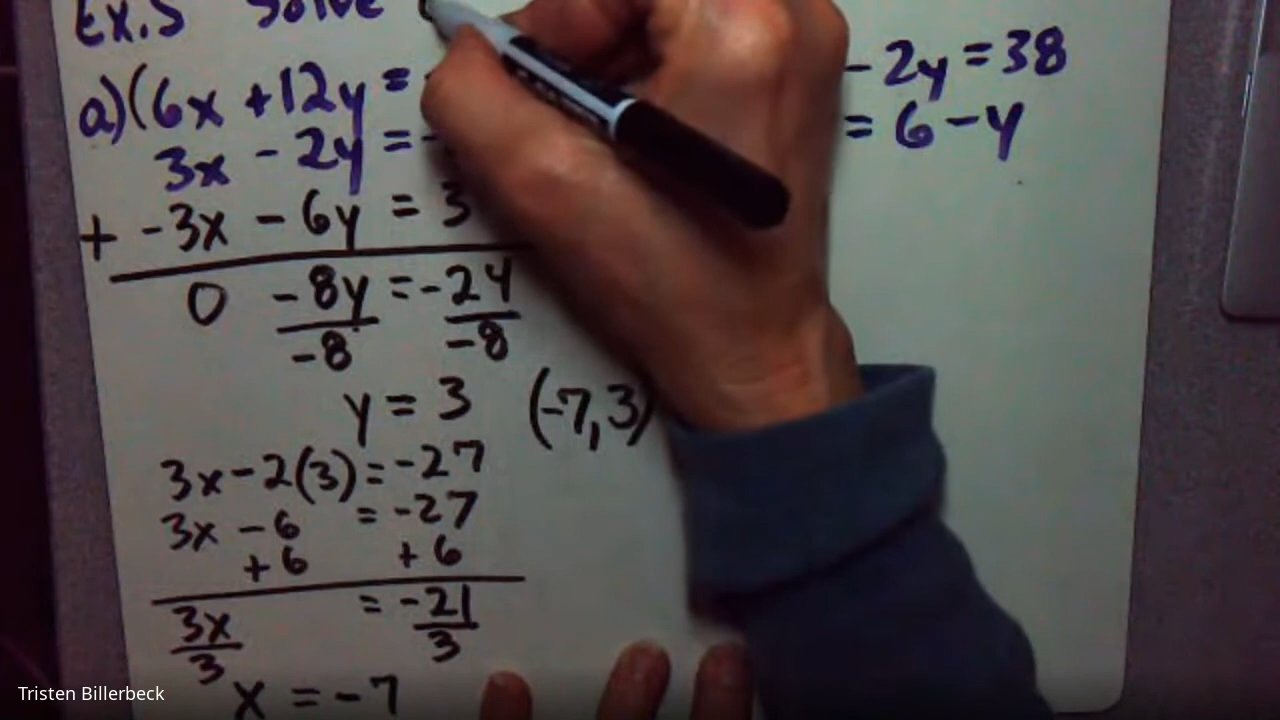 Ex.5 Solve
a)(6x + 12y =
3x - 2y = -
+ -3x - 6y = 3
0 -8y = -24
-8 -8
y = 3 (-7,3)
3x - 2(3) = -27
3x - 6 = -27
+6 +6
3x = -21
3 3
x = -7
- 2y = 38
= 6 - y
Tristen Billerbeck